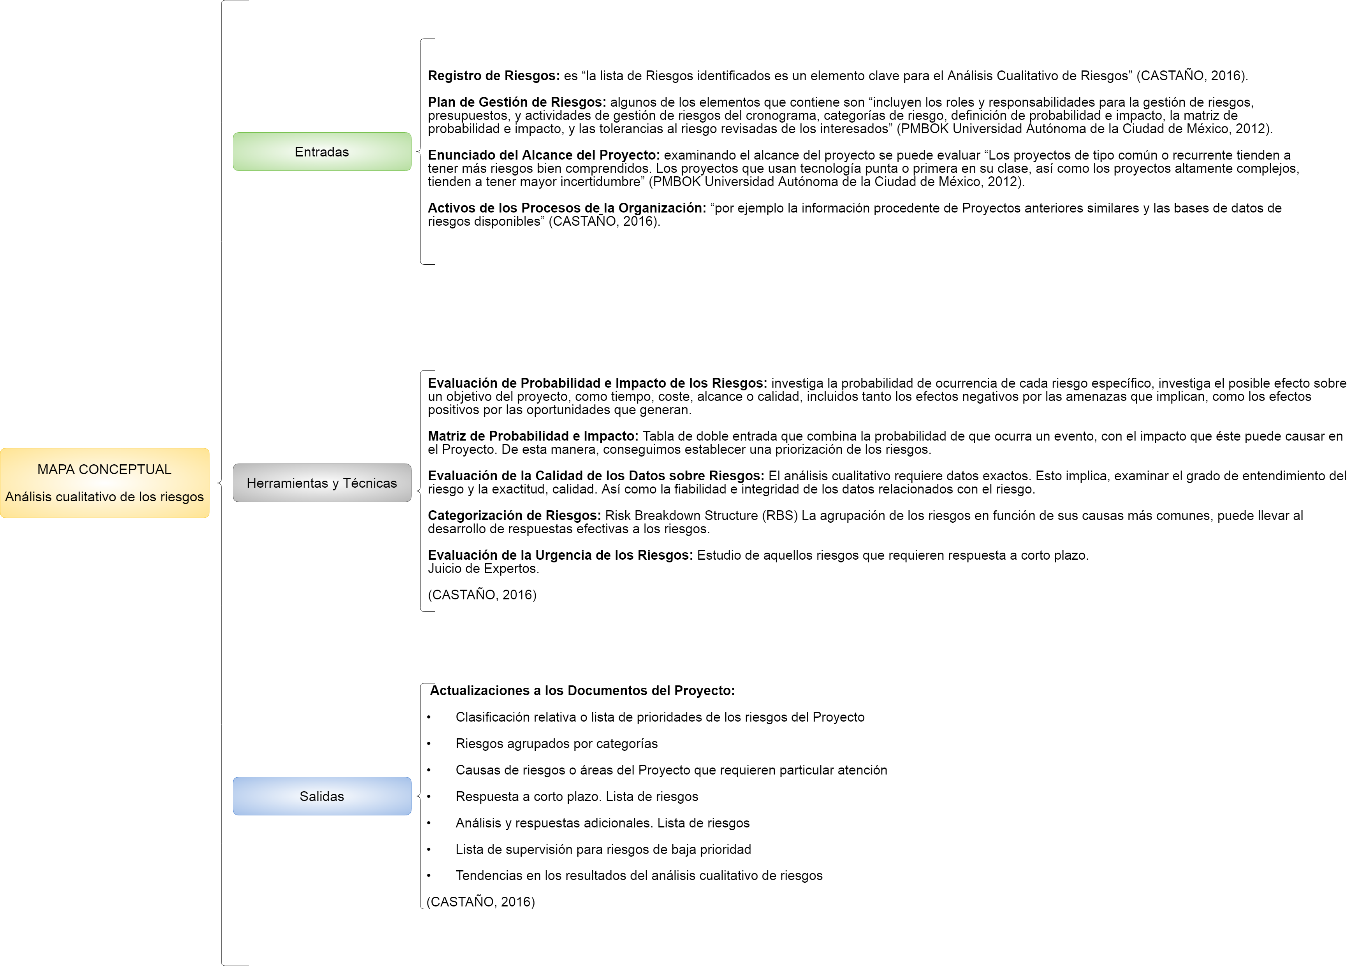 MAPA CONCEPTUAL
Análisis cualitativo de los riesgos
Entradas
Registro de Riesgos: es “la lista de Riesgos identificados es un elemento clave para el Análisis Cualitativo de Riesgos” (CASTAÑO, 2016).
Plan de Gestión de Riesgos: algunos de los elementos que contiene son “incluyen los roles y responsabilidades para la gestión de riesgos,
presupuestos, y actividades de gestión de riesgos del cronograma, categorías de riesgo, definición de probabilidad e impacto, la matriz de
probabilidad e impacto, y las tolerancias al riesgo revisadas de los interesados” (PMBOK Universidad Autónoma de la Ciudad de México, 2012).
Enunciado del Alcance del Proyecto: examinando el alcance del proyecto se puede evaluar “Los proyectos de tipo común o recurrente tienden a
tener más riesgos bien comprendidos. Los proyectos que usan tecnología punta o primera en su clase, así como los proyectos altamente complejos,
tienden a tener mayor incertidumbre” (PMBOK Universidad Autónoma de la Ciudad de México, 2012).
Activos de los Procesos de la Organización: “por ejemplo la información procedente de Proyectos anteriores similares y las bases de datos de
riesgos disponibles” (CASTAÑO, 2016).
Herramientas y Técnicas
Evaluación de Probabilidad e Impacto de los Riesgos: investiga la probabilidad de ocurrencia de cada riesgo específico, investiga el posible efecto sobre
un objetivo del proyecto, como tiempo, coste, alcance o calidad, incluidos tanto los efectos negativos por las amenazas que implican, como los efectos
positivos por las oportunidades que generan.
Matriz de Probabilidad e Impacto: Tabla de doble entrada que combina la probabilidad de que ocurra un evento, con el impacto que éste puede causar en
el Proyecto. De esta manera, conseguimos establecer una priorización de los riesgos.
Evaluación de la Calidad de los Datos sobre Riesgos: El análisis cualitativo requiere datos exactos. Esto implica, examinar el grado de entendimiento del
riesgo y la exactitud, calidad. Así como la fiabilidad e integridad de los datos relacionados con el riesgo.
Categorización de Riesgos: Risk Breakdown Structure (RBS) La agrupación de los riesgos en función de sus causas más comunes, puede llevar al
desarrollo de respuestas efectivas a los riesgos.
Evaluación de la Urgencia de los Riesgos: Estudio de aquellos riesgos que requieren respuesta a corto plazo.
Juicio de Expertos.
(CASTAÑO, 2016)
Salidas
Actualizaciones a los Documentos del Proyecto:
• Clasificación relativa o lista de prioridades de los riesgos del Proyecto
• Riesgos agrupados por categorías
• Causas de riesgos o áreas del Proyecto que requieren particular atención
• Respuesta a corto plazo. Lista de riesgos
• Análisis y respuestas adicionales. Lista de riesgos
• Lista de supervisión para riesgos de baja prioridad
• Tendencias en los resultados del análisis cualitativo de riesgos
(CASTAÑO, 2016)